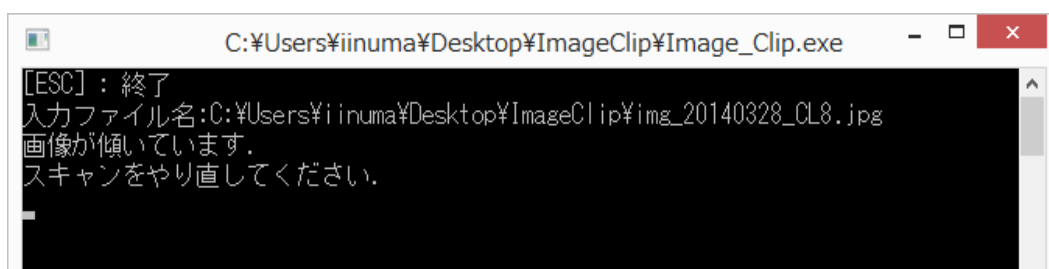 C:¥Users¥iinuma¥Desktop¥ImageClip¥Image_Clip.exe
[ESC] : 終了
入力ファイル名:C:¥Users¥iinuma¥Desktop¥ImageClip¥img_20140328_CL8.jpg
画像が傾いています.
スキャンをやり直してください.